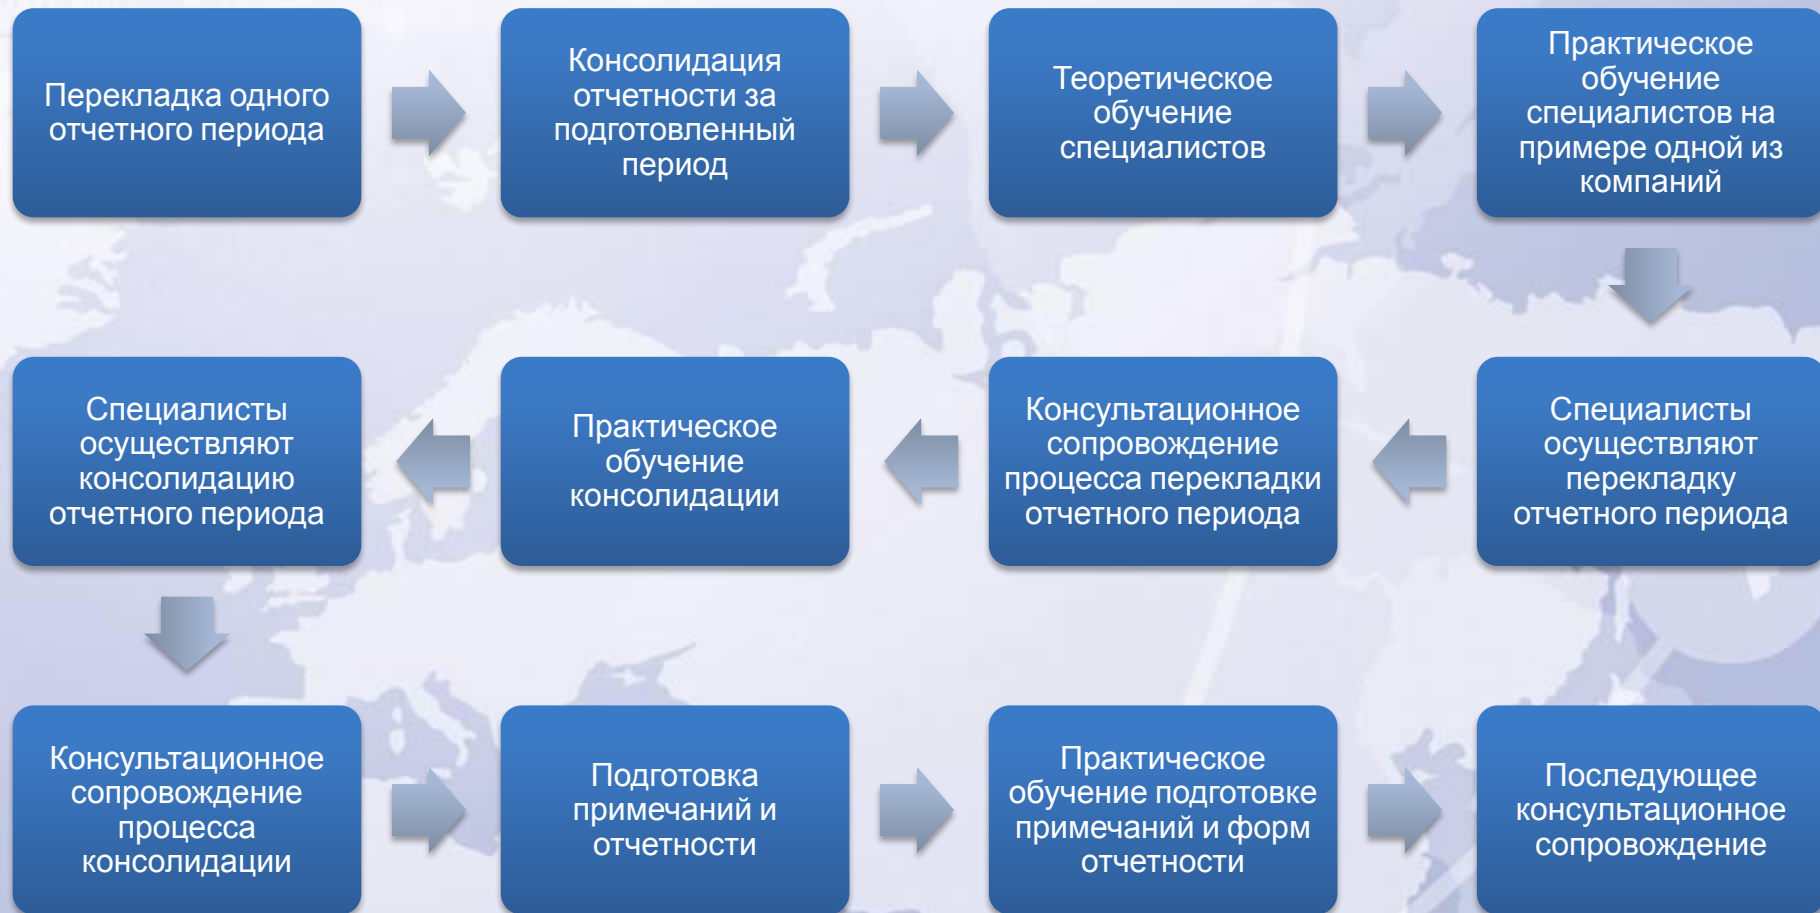 Перекладка одного
отчетного периода
Консолидация
отчетности за
подготовленный
период
Теоретическое
обучение
специалистов
Практическое
обучение
специалистов на
примере одной из
компаний
Специалисты
осуществляют
перекладку
отчетного периода
Консультационное
сопровождение
процесса перекладки
отчетного периода
Практическое
обучение
консолидации
Специалисты
осуществляют
консолидацию
отчетного периода
Консультационное
сопровождение
процесса
консолидации
Подготовка
примечаний и
отчетности
Практическое
обучение подготовке
примечаний и форм
отчетности
Последующее
консультационное
сопровождение